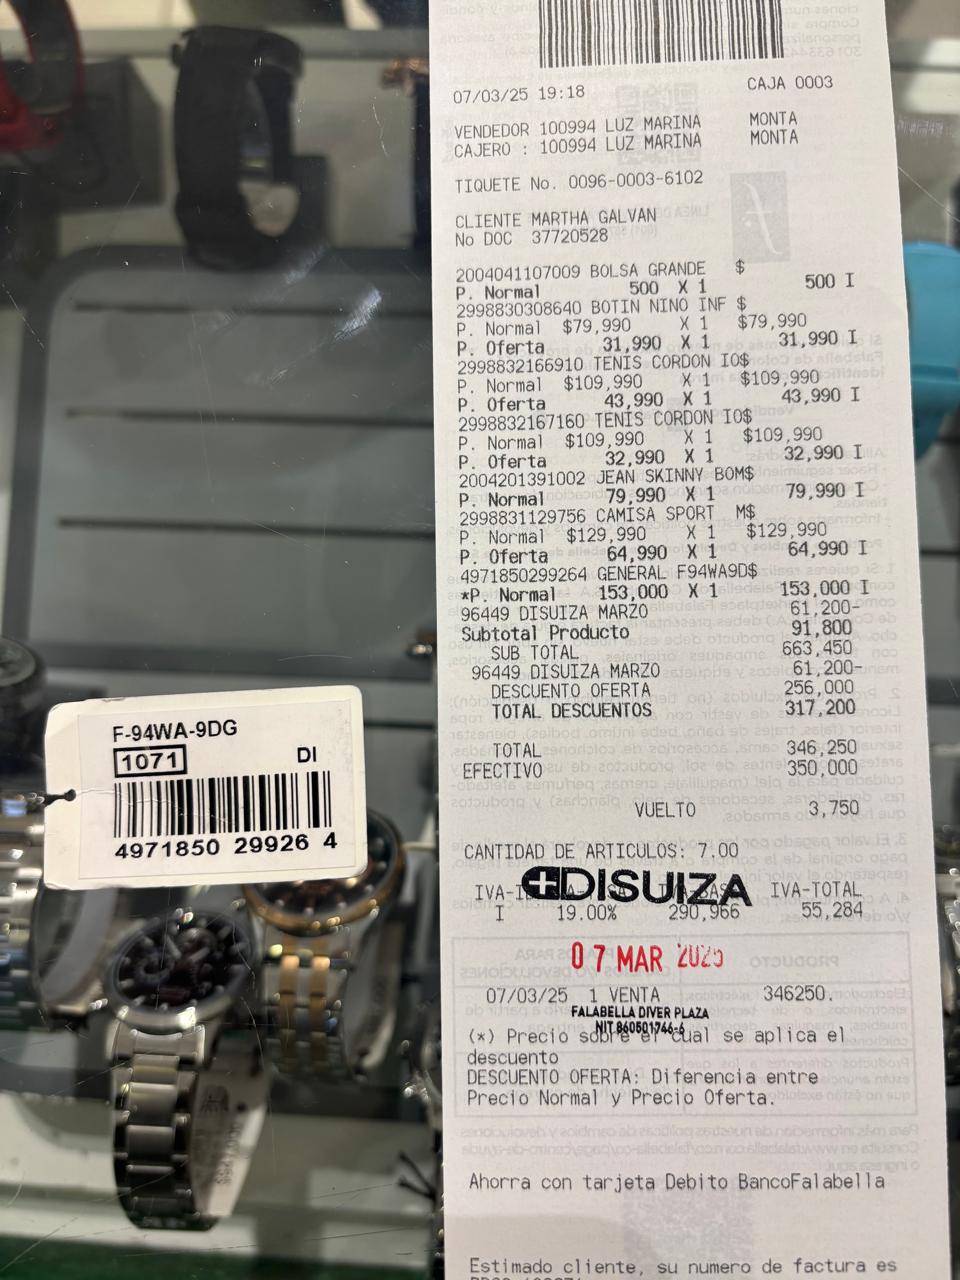 07/03/25 19:18 CAJA 0003
VENDEDOR 100994 LUZ MARINA MONTA
CAJERO : 100994 LUZ MARINA MONTA
TIQUETE No. 0096-0003-6102
CLIENTE MARTHA GALVAN
No DOC 37720528
2004041107009 BOLSA GRANDE $
P. Normal 500 X 1 500 I
2998830308640 BOTIN NINO INF $
P. Normal $79,990 X 1 $79,990
P. Oferta 31,990 X 1 31,990 I
2998832166910 TENIS CORDON IO$
P. Normal $109,990 X 1 $109,990
P. Oferta 43,990 X 1 43,990 I
2998832167160 TENIS CORDON IO$
P. Normal $109,990 X 1 $109,990
P. Oferta 32,990 X 1 32,990 I
2004201391002 JEAN SKINNY BOM$
P. Normal 79,990 X 1 79,990 I
2998831129756 CAMISA SPORT M$
P. Normal $129,990 X 1 $129,990
P. Oferta 64,990 X 1 64,990 I
4971850299264 GENERAL F94WA9D$
*P. Normal 153,000 X 1 153,000 I
96449 DISUIZA MARZO 61,200-
Subtotal Producto 91,800
SUB TOTAL 663,450
96449 DISUIZA MARZO 61,200-
DESCUENTO OFERTA 256,000
TOTAL DESCUENTOS 317,200
TOTAL 346,250
EFECTIVO 350,000
VUELTO 3,750
CANTIDAD DE ARTICULOS: 7.00
DISUIZA
IVA-TOTAL
I 19.00% 290,966 55,284
07 MAR 2025
07/03/25 1 VENTA 346250.
FALABELLA DIVER PLAZA
NIT 860501746-6
(*) Precio sobre el cual se aplica el
descuento
DESCUENTO OFERTA: Diferencia entre
Precio Normal y Precio Oferta.
Ahorra con tarjeta Debito BancoFalabella
Estimado cliente, su numero de factura es
F-94WA-9DG
1071 DI
4971850 29926 4